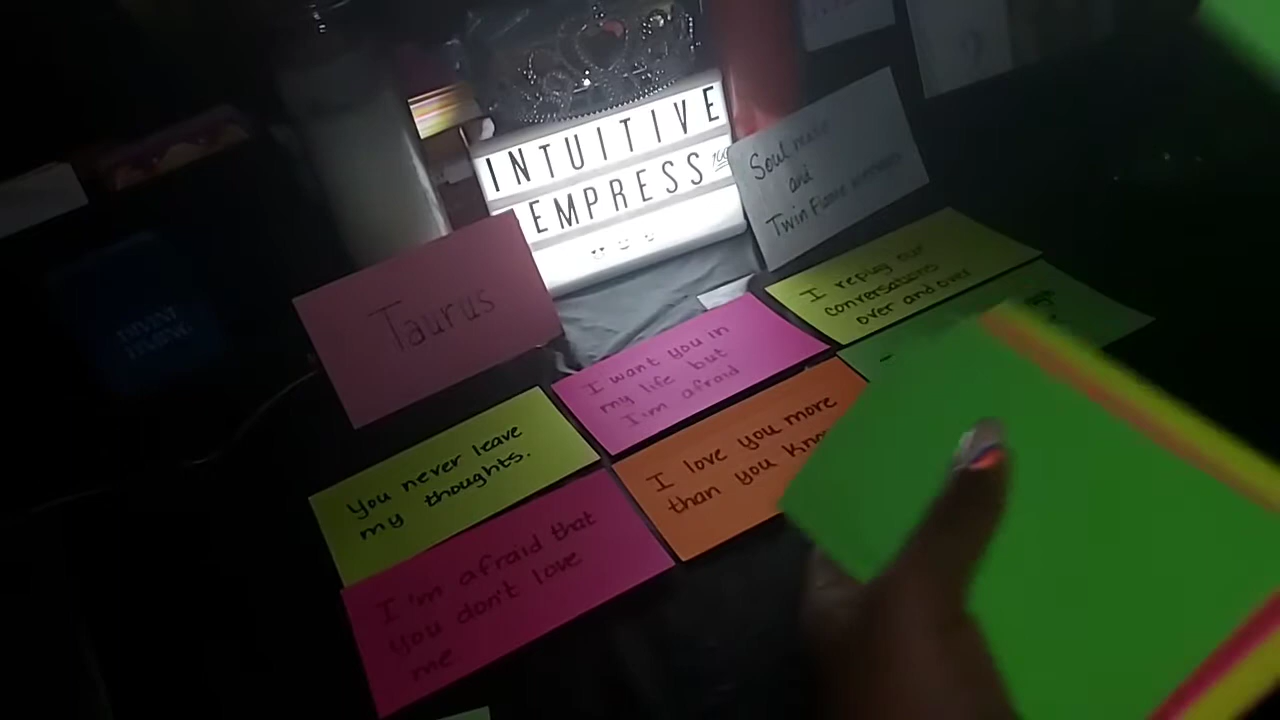 INTUITIVE
EMPRESS 💯
Soul mate
and
Twin Flame
Taurus
I replay our
conversations
over and over
I want you in
my life but
I'm afraid
I love you more
than you
You never leave
my thoughts.
I'm afraid that
you don't love
me.